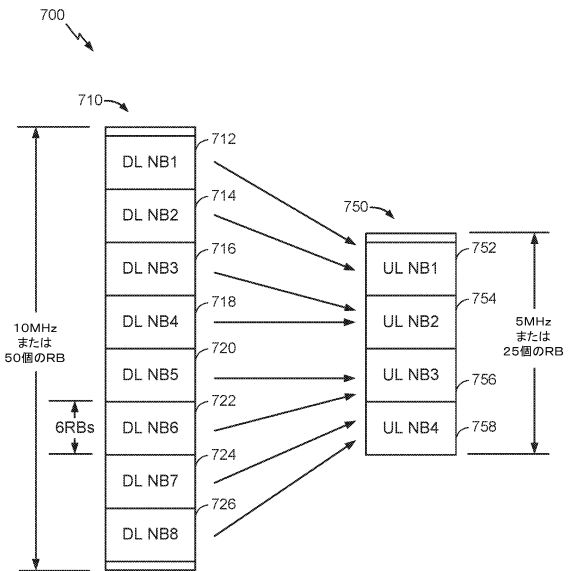 700
710
712
DL NB1
714
DL NB2
716
DL NB3
718
DL NB4
720
DL NB5
722
DL NB6
724
DL NB7
726
DL NB8
10MHz
または
50個のRB
6RBs
750
752
UL NB1
754
UL NB2
UL NB3
756
UL NB4
758
5MHz
または
25個のRB